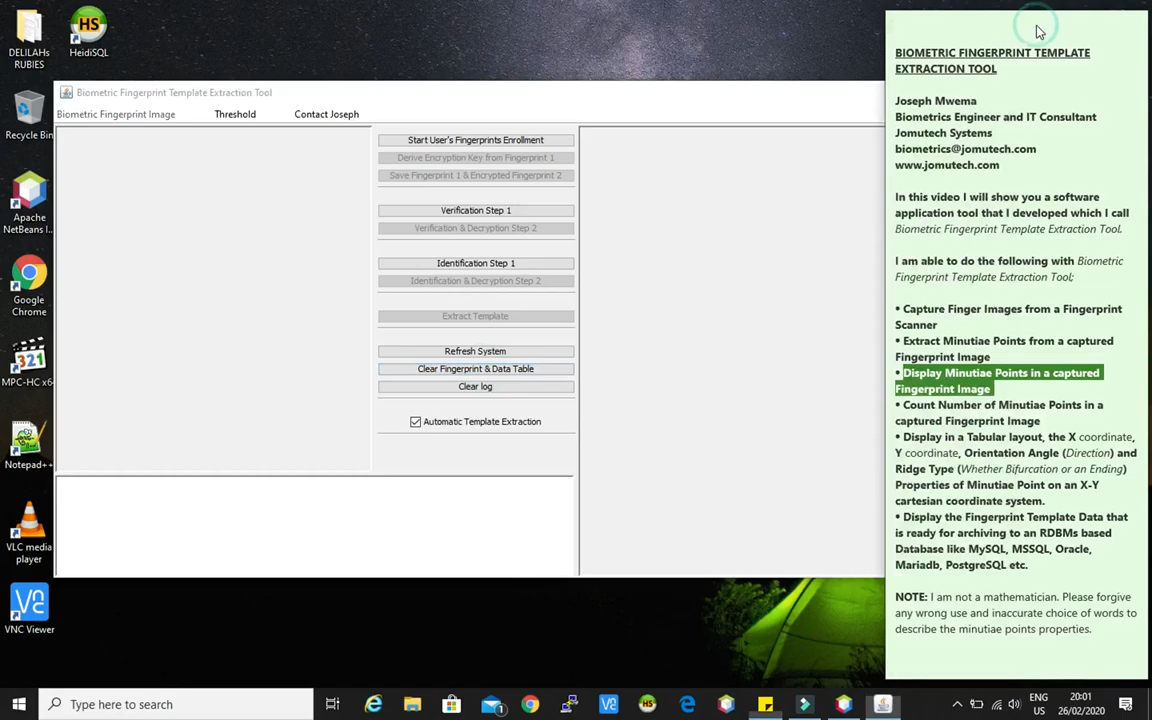 DELILAHs
RUBIES
HeidiSQL
Recycle Bin
Apache
NetBeans I...
Google
Chrome
MPC-HC x6...
Notepad++
VLC media
player
VNC Viewer
Biometric Fingerprint Template Extraction Tool
Biometric Fingerprint Image Threshold Contact Joseph
Start User's Fingerprints Enrollment
Derive Encryption Key from Fingerprint 1
Save Fingerprint 1 & Encrypted Fingerprint 2
Verification Step 1
Verification & Decryption Step 2
Identification Step 1
Identification & Decryption Step 2
Extract Template
Refresh System
Clear Fingerprint & Data Table
Clear log
Automatic Template Extraction
BIOMETRIC FINGERPRINT TEMPLATE
EXTRACTION TOOL
Joseph Mwema
Biometrics Engineer and IT Consultant
Jomutech Systems
biometrics@jomutech.com
www.jomutech.com
In this video I will show you a software
application tool that I developed which I call
Biometric Fingerprint Template Extraction Tool.
I am able to do the following with Biometric
Fingerprint Template Extraction Tool;
• Capture Finger Images from a Fingerprint
Scanner
• Extract Minutiae Points from a captured
Fingerprint Image
• Display Minutiae Points in a captured
Fingerprint Image
• Count Number of Minutiae Points in a
captured Fingerprint Image
• Display in a Tabular layout, the X coordinate,
Y coordinate, Orientation Angle (Direction) and
Ridge Type (Whether Bifurcation or an Ending)
Properties of Minutiae Point on an X-Y
cartesian coordinate system.
• Display the Fingerprint Template Data that
is ready for archiving to an RDBMs based
Database like MySQL, MSSQL, Oracle,
Mariadb, PostgreSQL etc.
NOTE: I am not a mathematician. Please forgive
any wrong use and inaccurate choice of words to
describe the minutiae points properties.
Type here to search
ENG
US
20:01
26/02/2020